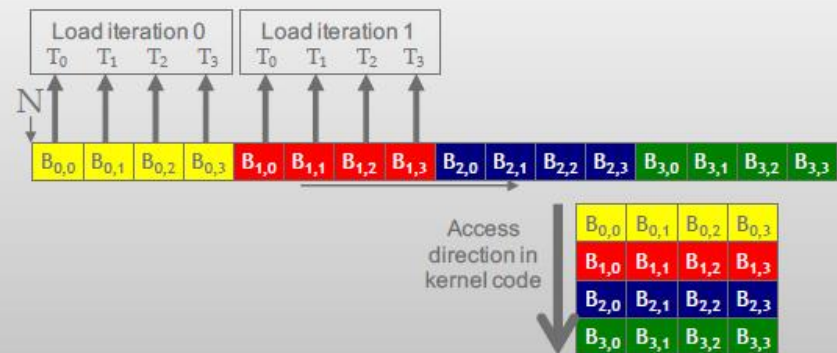 Load iteration 0 Load iteration 1
T0 T1 T2 T3 T0 T1 T2 T3
N
B0,0 B0,1 B0,2 B0,3 B1,0 B1,1 B1,2 B1,3 B2,0 B2,1 B2,2 B2,3 B3,0 B3,1 B3,2 B3,3
Access
direction in
kernel code
B0,0 B0,1 B0,2 B0,3
B1,0 B1,1 B1,2 B1,3
B2,0 B2,1 B2,2 B2,3
B3,0 B3,1 B3,2 B3,3